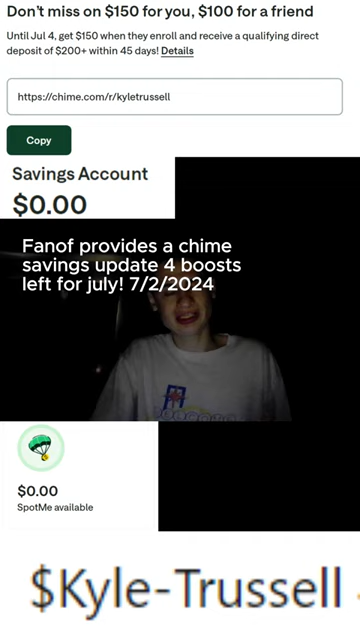 Don't miss on $150 for you, $100 for a friend
Until Jul 4, get $150 when they enroll and receive a qualifying direct
deposit of $200+ within 45 days! Details
https://chime.com/r/kyletrussell
Copy
Savings Account
$0.00
Fanof provides a chime
savings update 4 boosts
left for july! 7/2/2024
$0.00
SpotMe available
$Kyle-Trussell